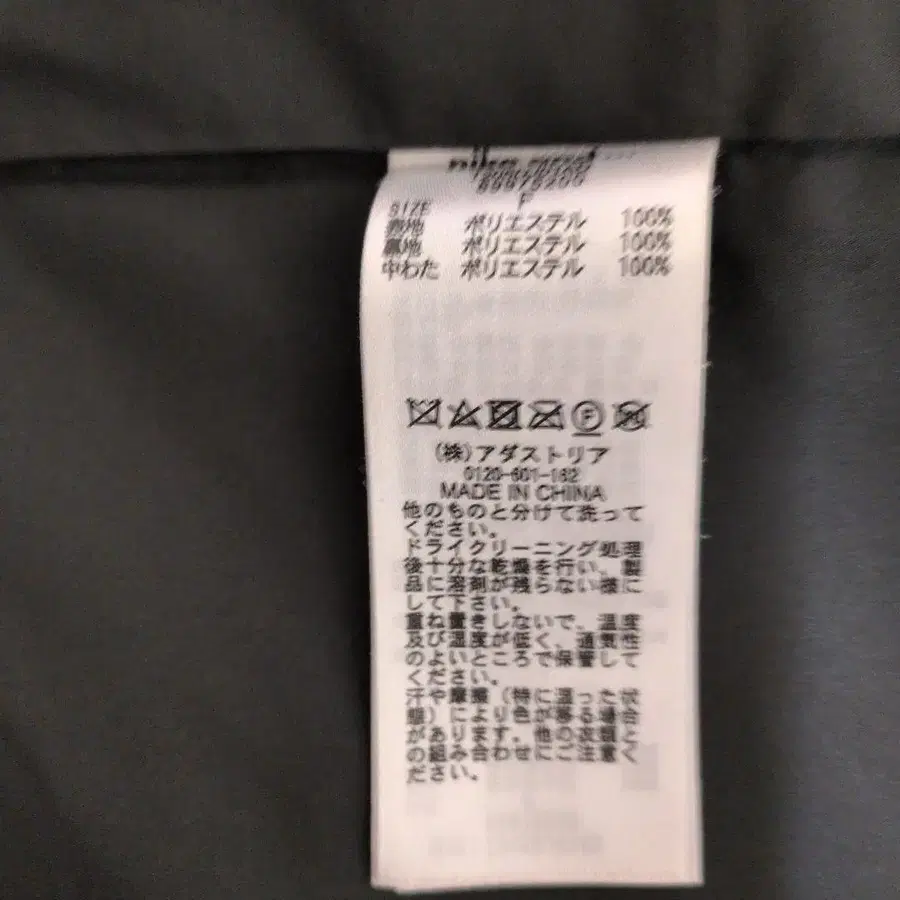 SIZE F
表地 ポリエステル 100%
裏地 ポリエステル 100%
中わた ポリエステル 100%
F
(株)アダストリア
0120-601-162
MADE IN CHINA
他のものと分けて洗って
ください。
ドライクリーニング処理
後十分な乾燥を行い、製
品に溶剤が残らない様に
して下さい。
重ね置きしないで、温度
及び湿度が低く、通気性
のよいところで保管して
ください。
汗や摩擦（特に湿った状
態）により色が移る場合
があります。他の衣類と
の組み合わせにご注意く
ださい。